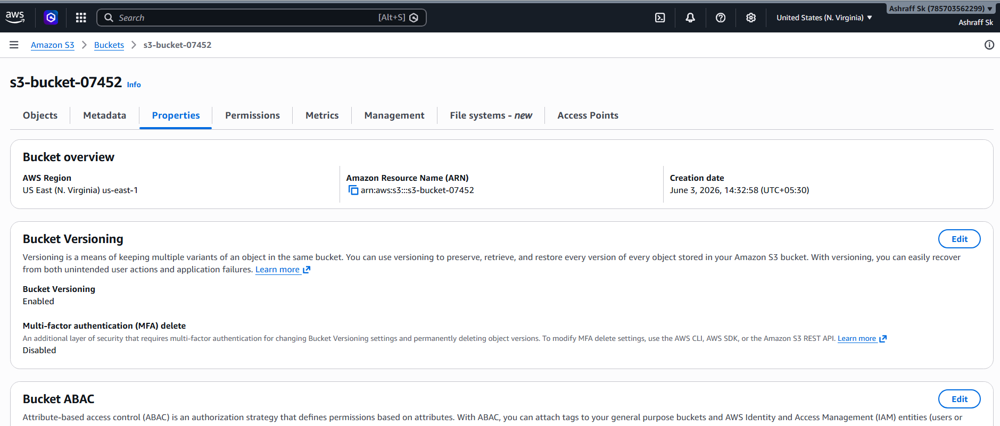 aws
Search [Alt+S]
United States (N. Virginia) ▼
Ashraff Sk (785703562299) ▼
Ashraff Sk
Amazon S3 > Buckets > s3-bucket-07452
s3-bucket-07452 Info
Objects Metadata Properties Permissions Metrics Management File systems - new Access Points
Bucket overview
AWS Region
US East (N. Virginia) us-east-1
Amazon Resource Name (ARN)
arn:aws:s3:::s3-bucket-07452
Creation date
June 3, 2026, 14:32:58 (UTC+05:30)
Bucket Versioning
Edit
Versioning is a means of keeping multiple variants of an object in the same bucket. You can use versioning to preserve, retrieve, and restore every version of every object stored in your Amazon S3 bucket. With versioning, you can easily recover
from both unintended user actions and application failures. Learn more
Bucket Versioning
Enabled
Multi-factor authentication (MFA) delete
An additional layer of security that requires multi-factor authentication for changing Bucket Versioning settings and permanently deleting object versions. To modify MFA delete settings, use the AWS CLI, AWS SDK, or the Amazon S3 REST API. Learn more
Disabled
Bucket ABAC
Edit
Attribute-based access control (ABAC) is an authorization strategy that defines permissions based on attributes. With ABAC, you can attach tags to your general purpose buckets and AWS Identity and Access Management (IAM) entities (users or